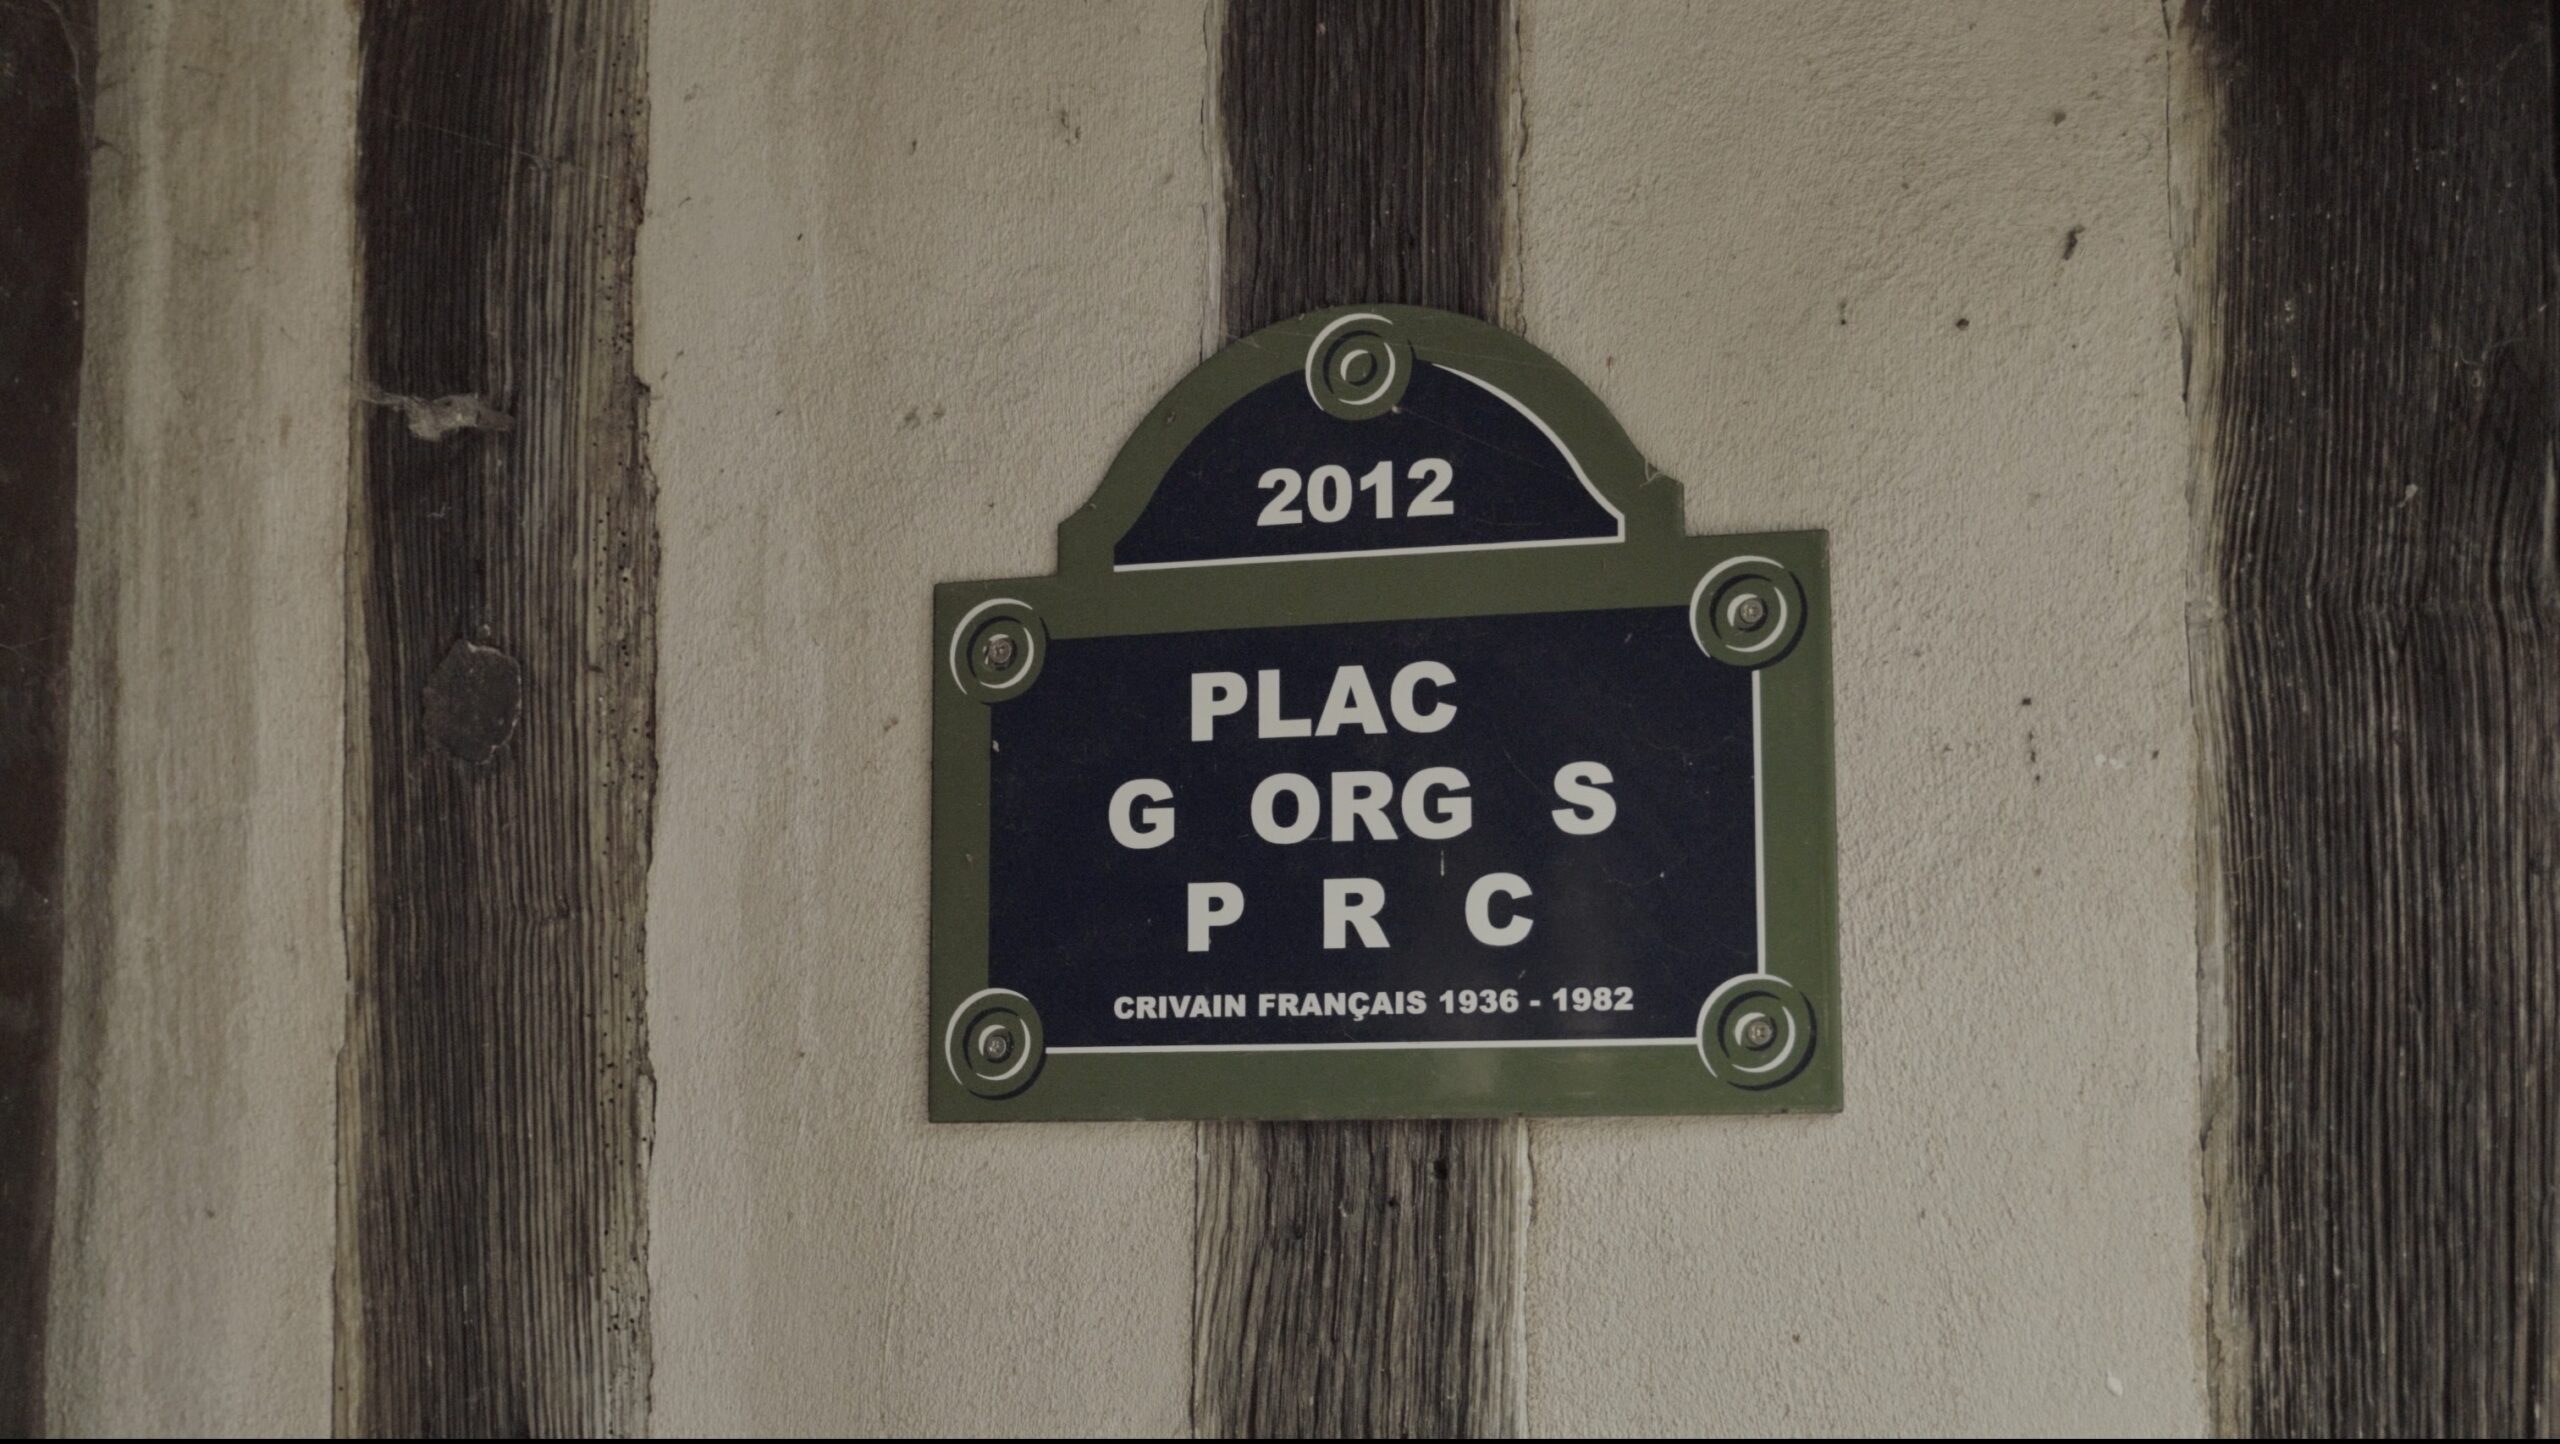 2012
PLAC
G ORG S
P R C
CRIVAIN FRANÇAIS 1936 - 1982